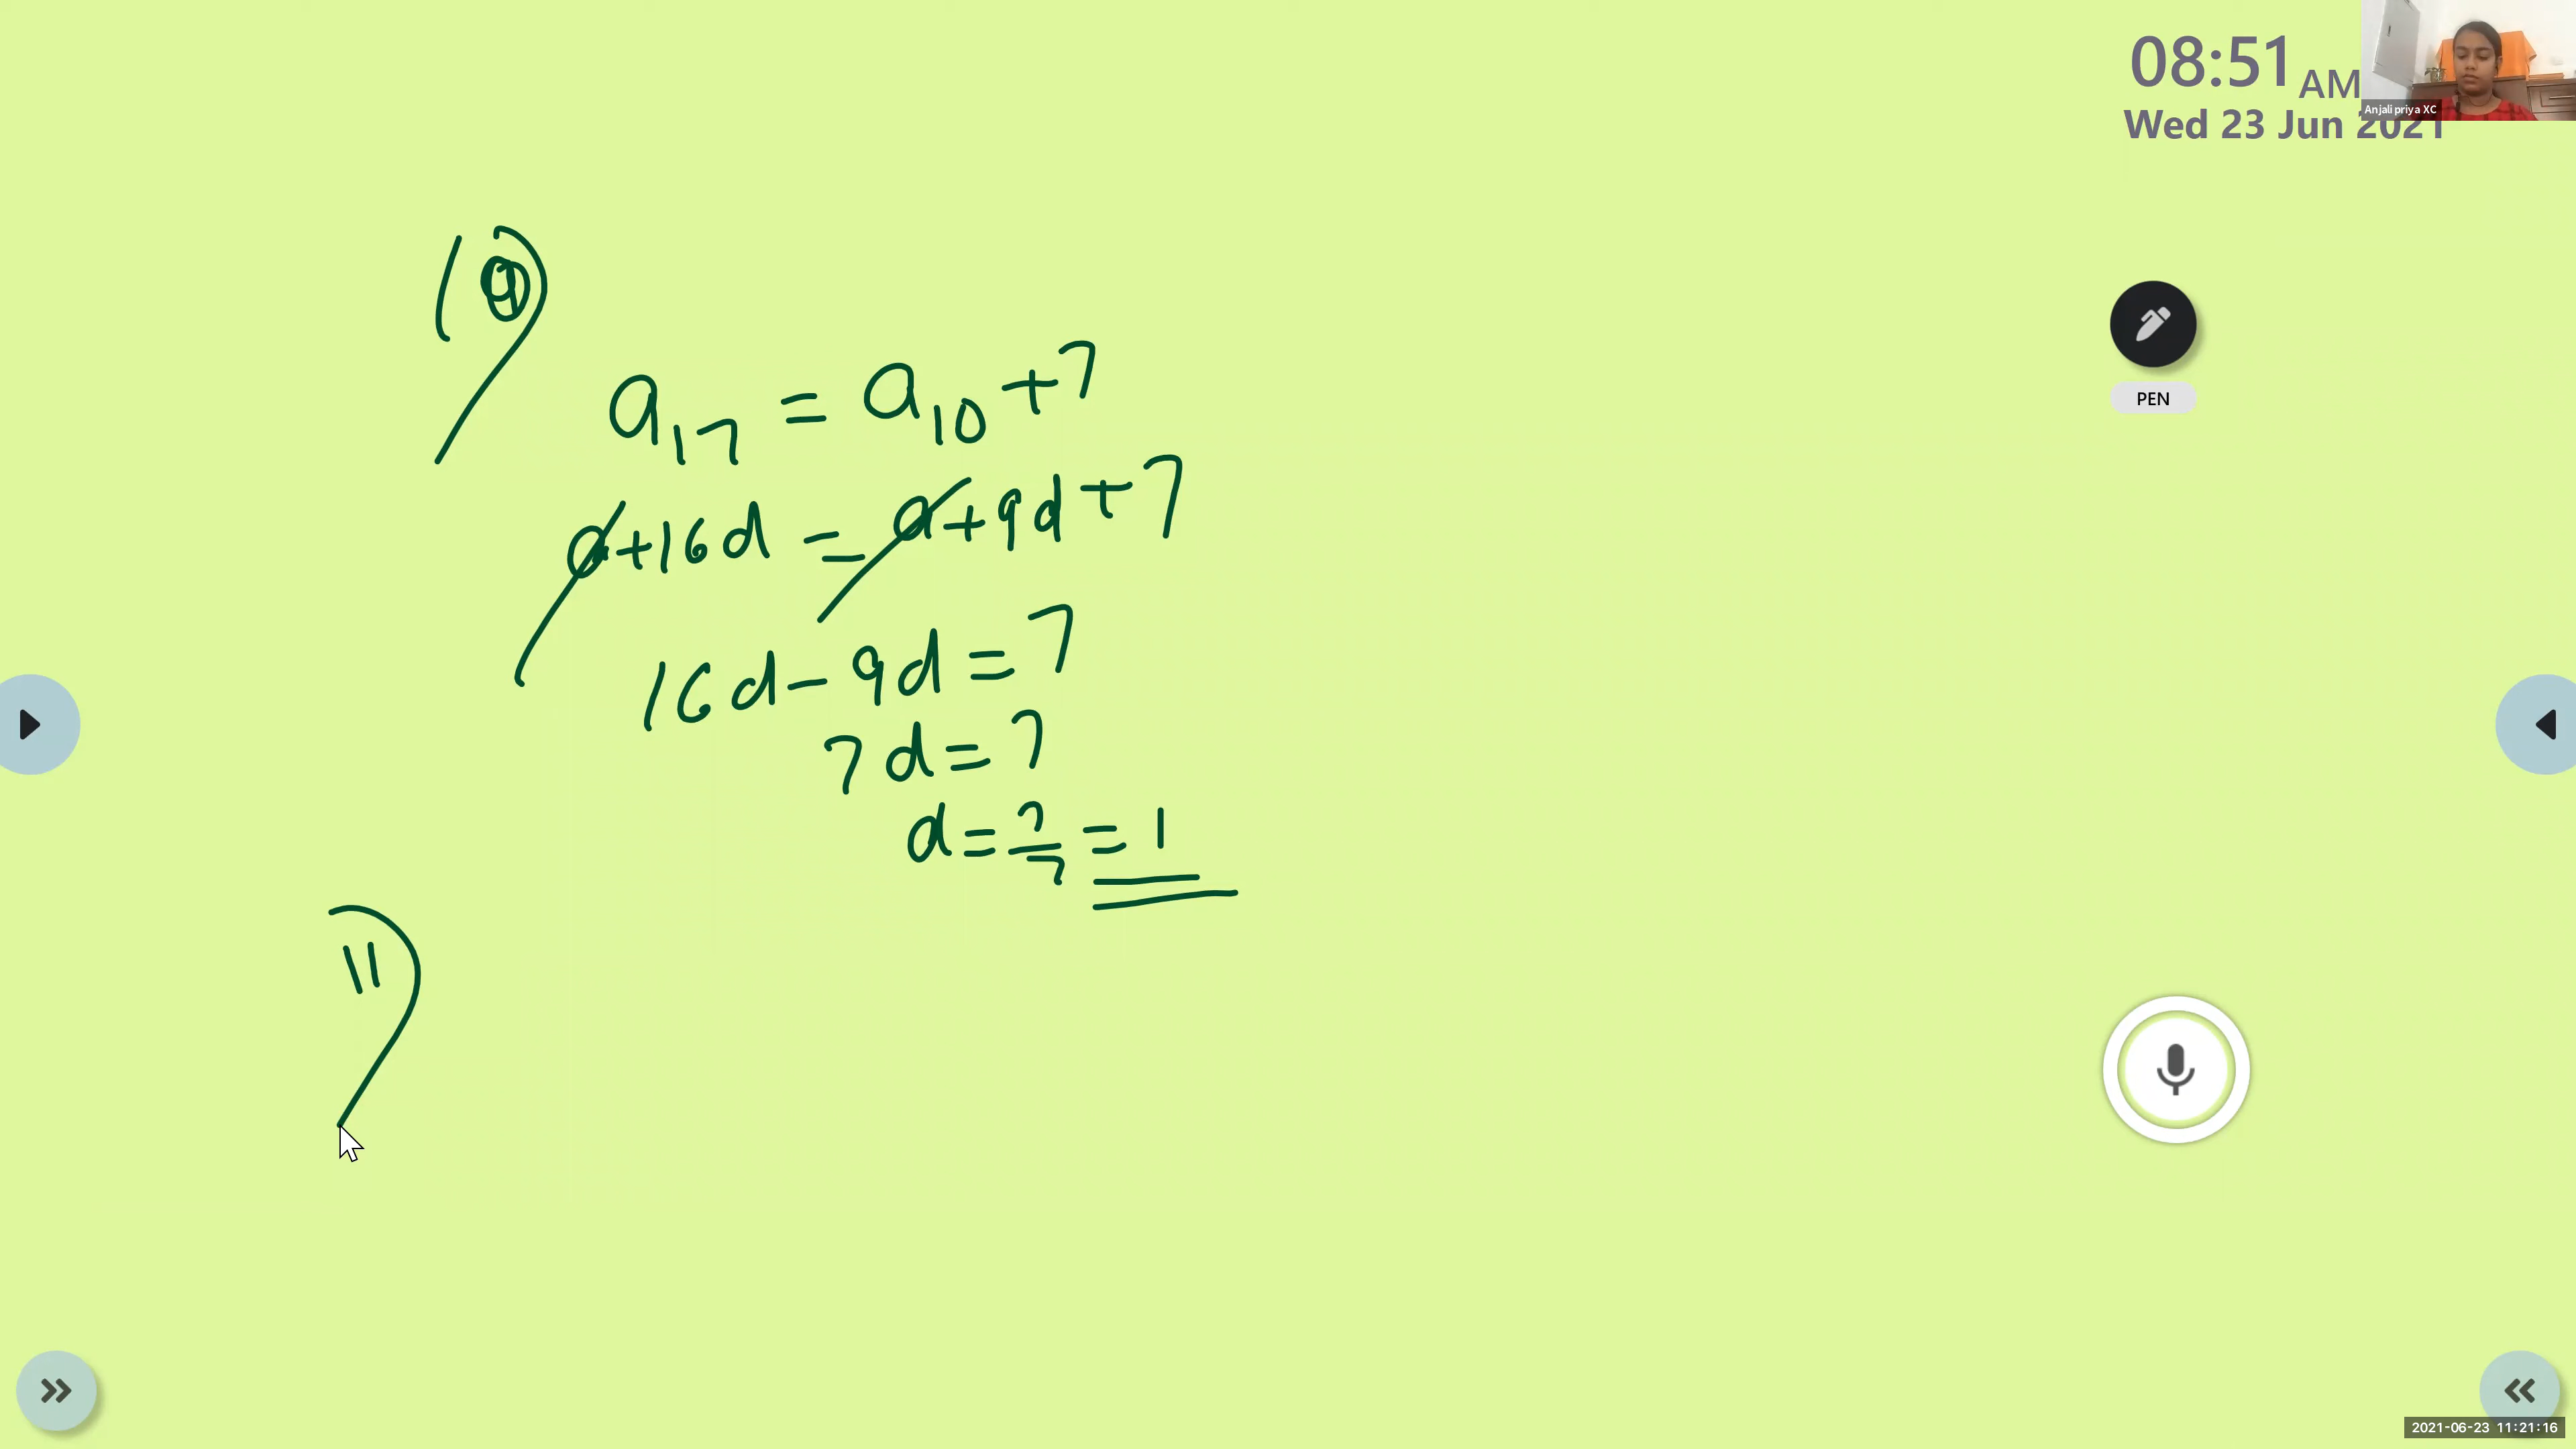 08:51 AM
Anjali priya XC
Wed 23 Jun 2021
10)
a₁₇ = a₁₀ + 7
PEN
a + 16d = a + 9d + 7
16d - 9d = 7
7d = 7
d = 7/7 = 1
11)
2021-06-23 11:21:16